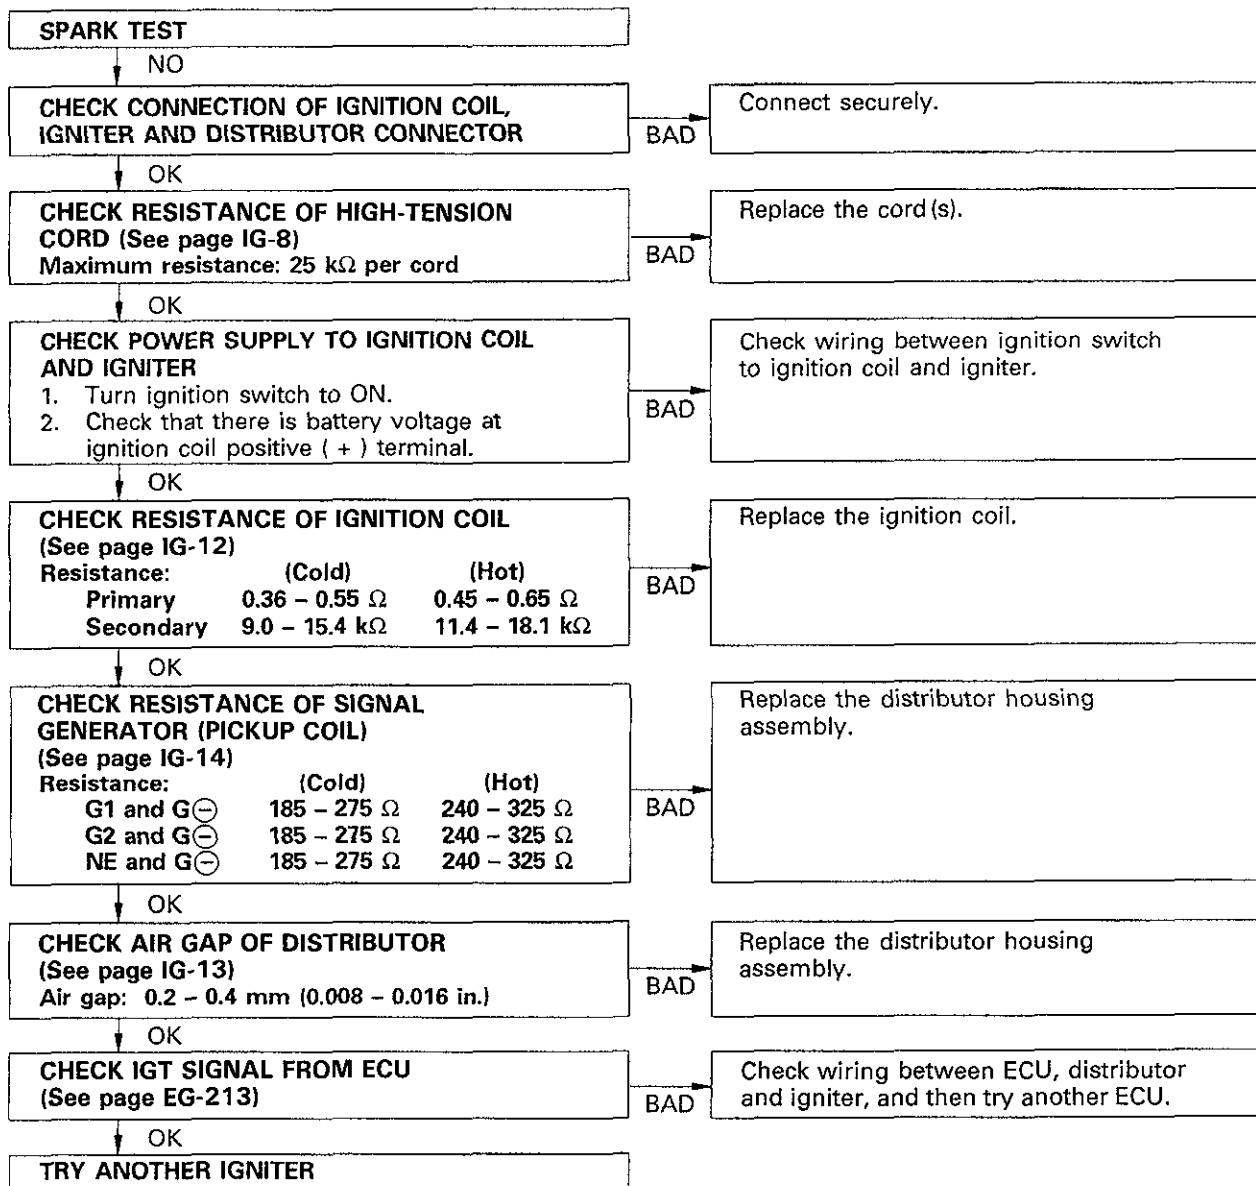 SPARK TEST
NO
CHECK CONNECTION OF IGNITION COIL,
IGNITER AND DISTRIBUTOR CONNECTOR
BAD
Connect securely.
OK
CHECK RESISTANCE OF HIGH-TENSION
CORD (See page IG-8)
Maximum resistance: 25 kΩ per cord
BAD
Replace the cord(s).
OK
CHECK POWER SUPPLY TO IGNITION COIL
AND IGNITER
1. Turn ignition switch to ON.
2. Check that there is battery voltage at
ignition coil positive ( + ) terminal.
BAD
Check wiring between ignition switch
to ignition coil and igniter.
OK
CHECK RESISTANCE OF IGNITION COIL
(See page IG-12)
Resistance: (Cold) (Hot)
Primary 0.36 – 0.55 Ω 0.45 – 0.65 Ω
Secondary 9.0 – 15.4 kΩ 11.4 – 18.1 kΩ
BAD
Replace the ignition coil.
OK
CHECK RESISTANCE OF SIGNAL
GENERATOR (PICKUP COIL)
(See page IG-14)
Resistance: (Cold) (Hot)
G1 and G⊖ 185 – 275 Ω 240 – 325 Ω
G2 and G⊖ 185 – 275 Ω 240 – 325 Ω
NE and G⊖ 185 – 275 Ω 240 – 325 Ω
BAD
Replace the distributor housing
assembly.
OK
CHECK AIR GAP OF DISTRIBUTOR
(See page IG-13)
Air gap: 0.2 – 0.4 mm (0.008 – 0.016 in.)
BAD
Replace the distributor housing
assembly.
OK
CHECK IGT SIGNAL FROM ECU
(See page EG-213)
BAD
Check wiring between ECU, distributor
and igniter, and then try another ECU.
OK
TRY ANOTHER IGNITER